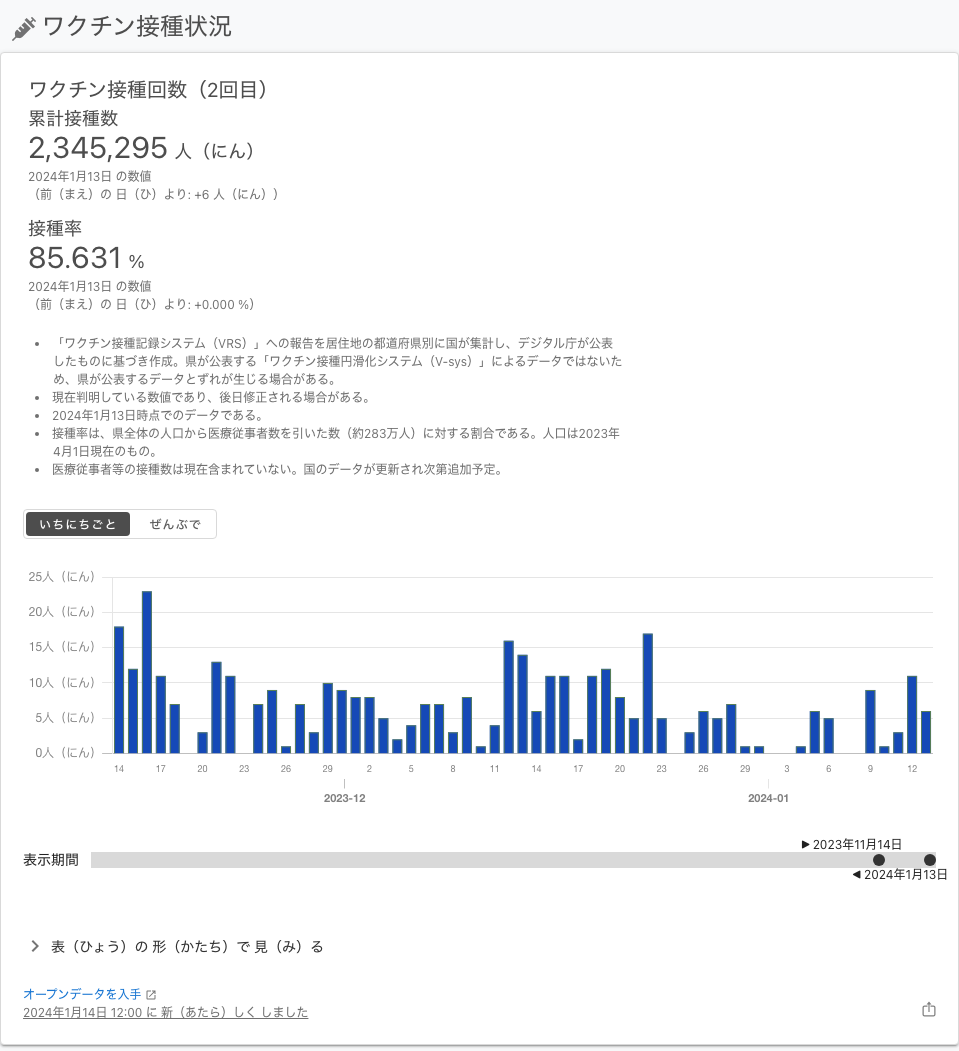 ワクチン接種状況
ワクチン接種回数（2回目）
累計接種数
2,345,295 人（にん）
2024年1月13日 の数値
（前（まえ）の 日（ひ）より: +6 人（にん））
接種率
85.631 %
2024年1月13日 の数値
（前（まえ）の 日（ひ）より: +0.000 %）
• 「ワクチン接種記録システム（VRS）」への報告を居住地の都道府県別に国が集計し、デジタル庁が公表
したものに基づき作成。県が公表する「ワクチン接種円滑化システム（V-sys）」によるデータではないた
め、県が公表するデータとずれが生じる場合がある。
• 現在判明している数値であり、後日修正される場合がある。
• 2024年1月13日時点でのデータである。
• 接種率は、県全体の人口から医療従事者数を引いた数（約283万人）に対する割合である。人口は2023年
4月1日現在のもの。
• 医療従事者等の接種数は現在含まれていない。国のデータが更新され次第追加予定。
いちにちごと ぜんぶで
25人（にん）
20人（にん）
15人（にん）
10人（にん）
5人（にん）
0人（にん）
14 17 20 23 26 29 2 5 8 11 14 17 20 23 26 29 3 6 9 12
2023-12 2024-01
▶ 2023年11月14日
表示期間
◀ 2024年1月13日
表（ひょう）の 形（かたち）で 見（み）る
オープンデータを入手
2024年1月14日 12:00 に 新（あたら）しく しました